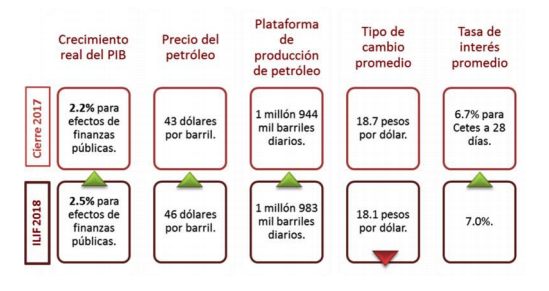 Crecimiento
real del PIB
Precio del
petróleo
Plataforma
de
producción
de petróleo
Tipo de
cambio
promedio
Tasa de
interés
promedio
Cierre 2017
2.2% para
efectos de
finanzas
públicas.
43 dólares
por barril.
1 millón 944
mil barriles
diarios.
18.7 pesos
por dólar.
6.7% para
Cetes a 28
días.
ILIF 2018
2.5% para
efectos de
finanzas
públicas.
46 dólares
por barril.
1 millón 983
mil barriles
diarios.
18.1 pesos
por dólar.
7.0%.